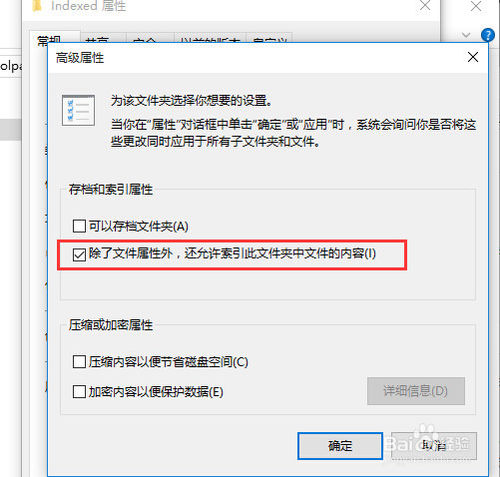 Indexed 属性
olpa
常规
共享
安全
以前的版本
自定义
高级属性
为该文件夹选择你想要的设置。
当你在"属性"对话框中单击"确定"或"应用"时，系统会询问你是否将这
些更改同时应用于所有子文件夹和文件。
存档和索引属性
可以存档文件夹(A)
除了文件属性外，还允许索引此文件夹中文件的内容(I)
压缩或加密属性
压缩内容以便节省磁盘空间(C)
加密内容以便保护数据(E)
详细信息(D)
确定
取消
Baidu经验